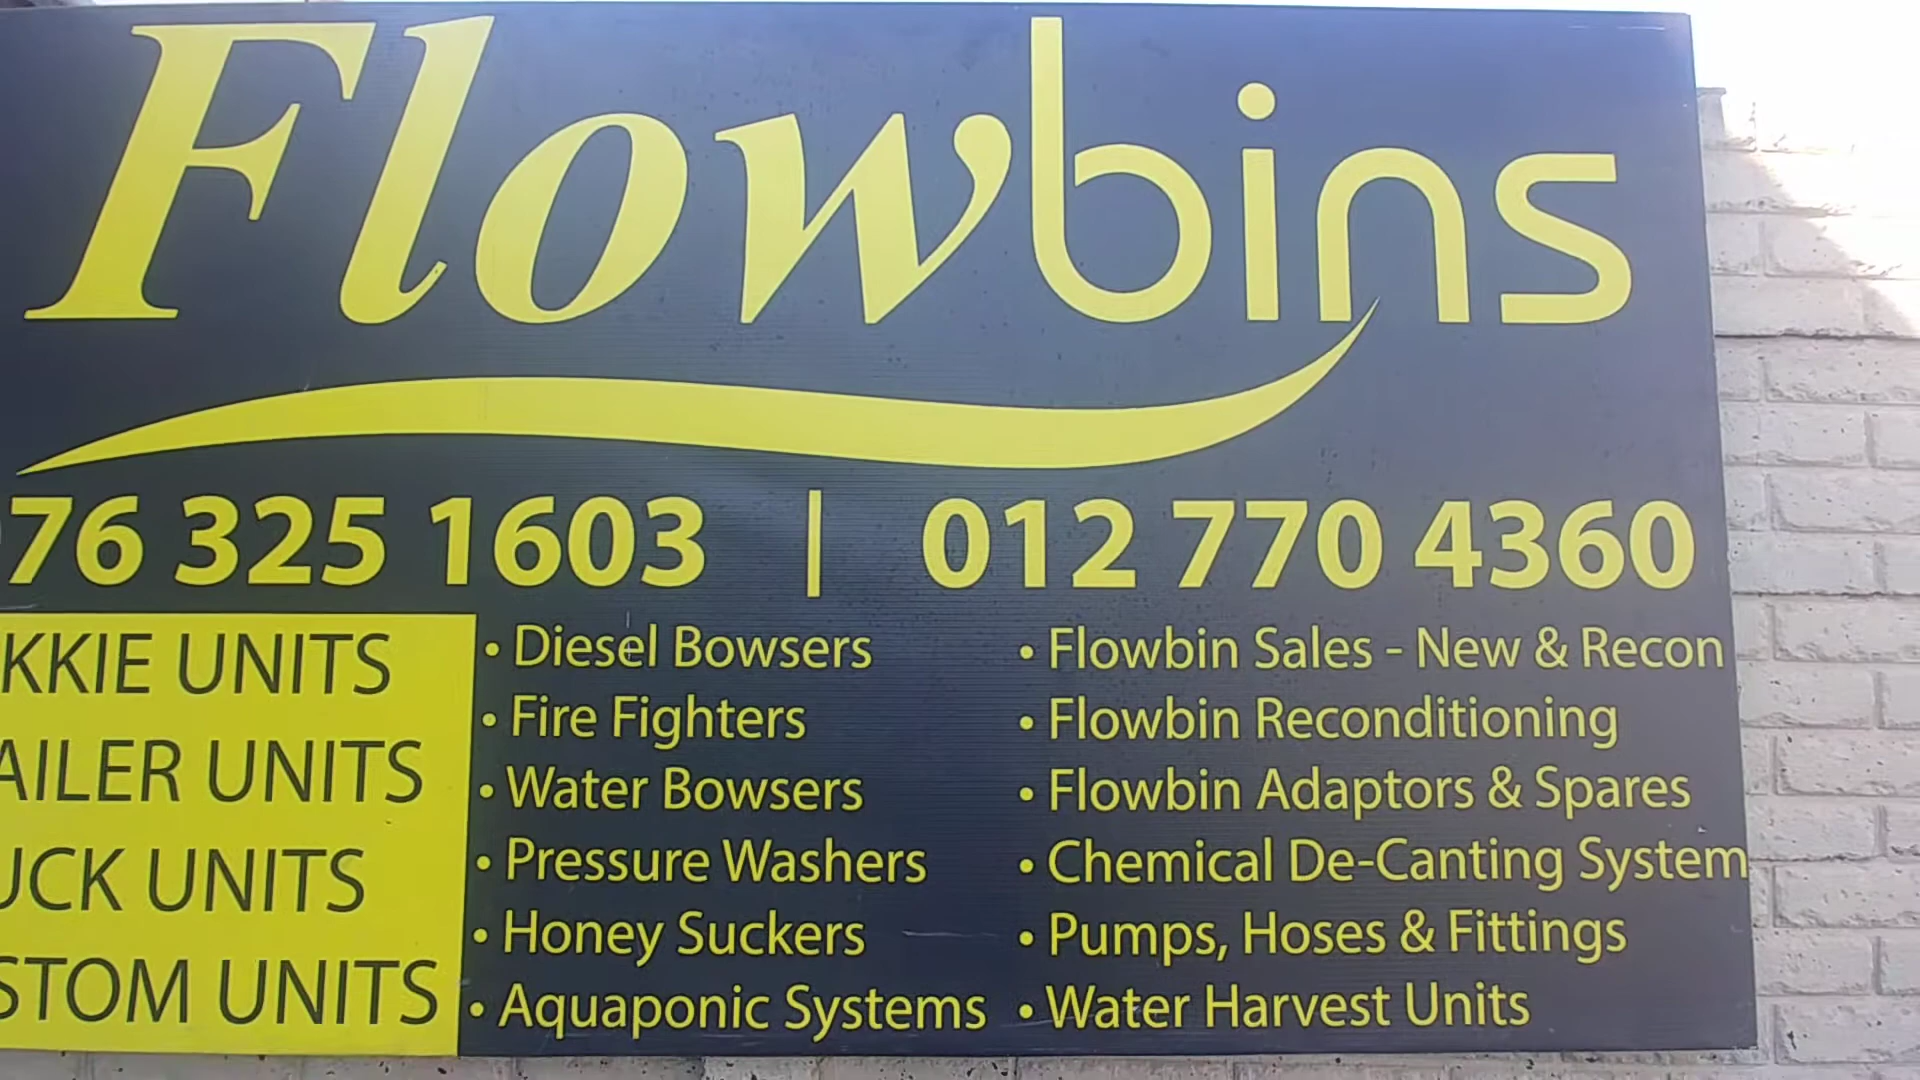 Flowbins
76 325 1603 | 012 770 4360
KKIE UNITS
AILER UNITS
UCK UNITS
STOM UNITS
• Diesel Bowsers
• Fire Fighters
• Water Bowsers
• Pressure Washers
• Honey Suckers
• Aquaponic Systems
• Flowbin Sales - New & Recon
• Flowbin Reconditioning
• Flowbin Adaptors & Spares
• Chemical De-Canting System
• Pumps, Hoses & Fittings
• Water Harvest Units